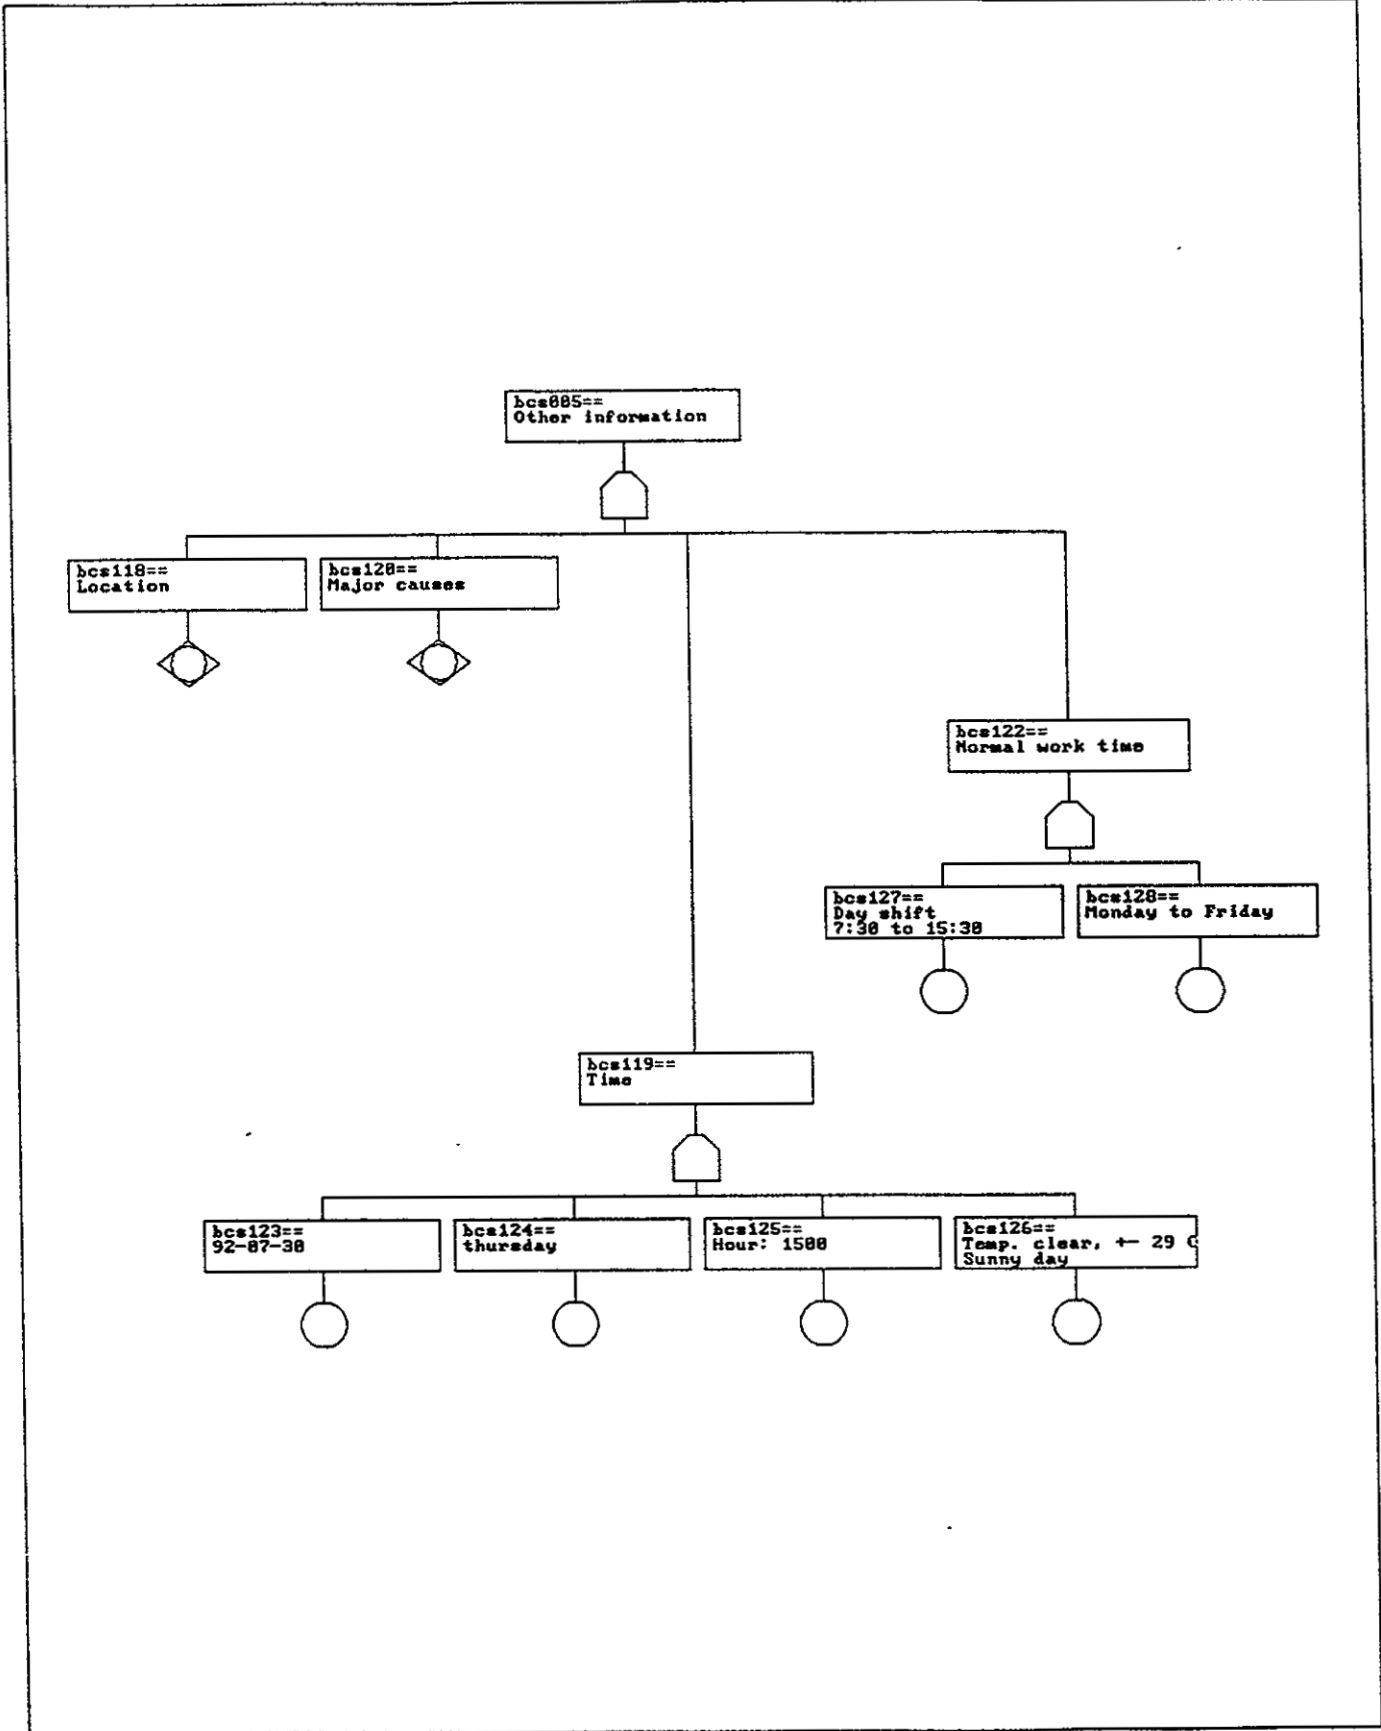 bcs005==
Other information
bcs118==
Location
bcs120==
Major causes
bcs122==
Normal work time
bcs127==
Day shift
7:30 to 15:30
bcs128==
Monday to Friday
bcs119==
Time
bcs123==
92-07-30
bcs124==
thursday
bcs125==
Hour: 1500
bcs126==
Temp. clear, +- 29 C
Sunny day